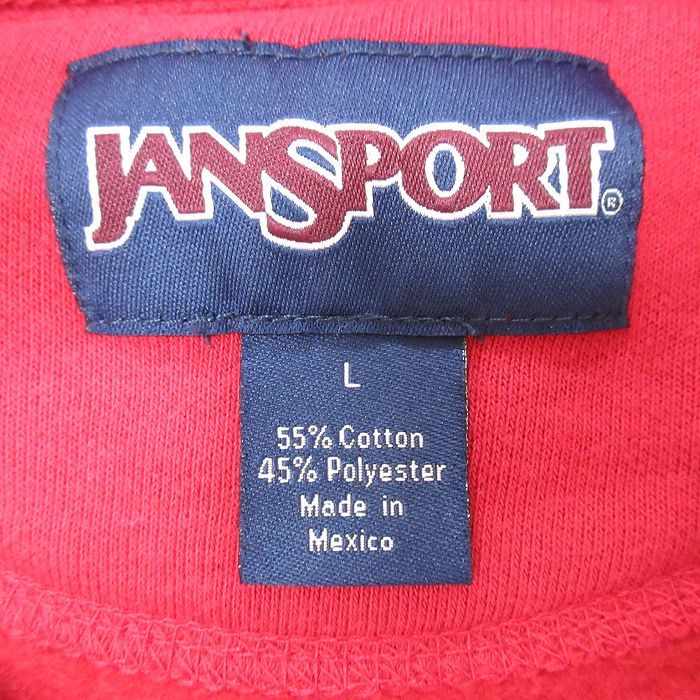 JANSPORT®
L
55% Cotton
45% Polyester
Made in
Mexico